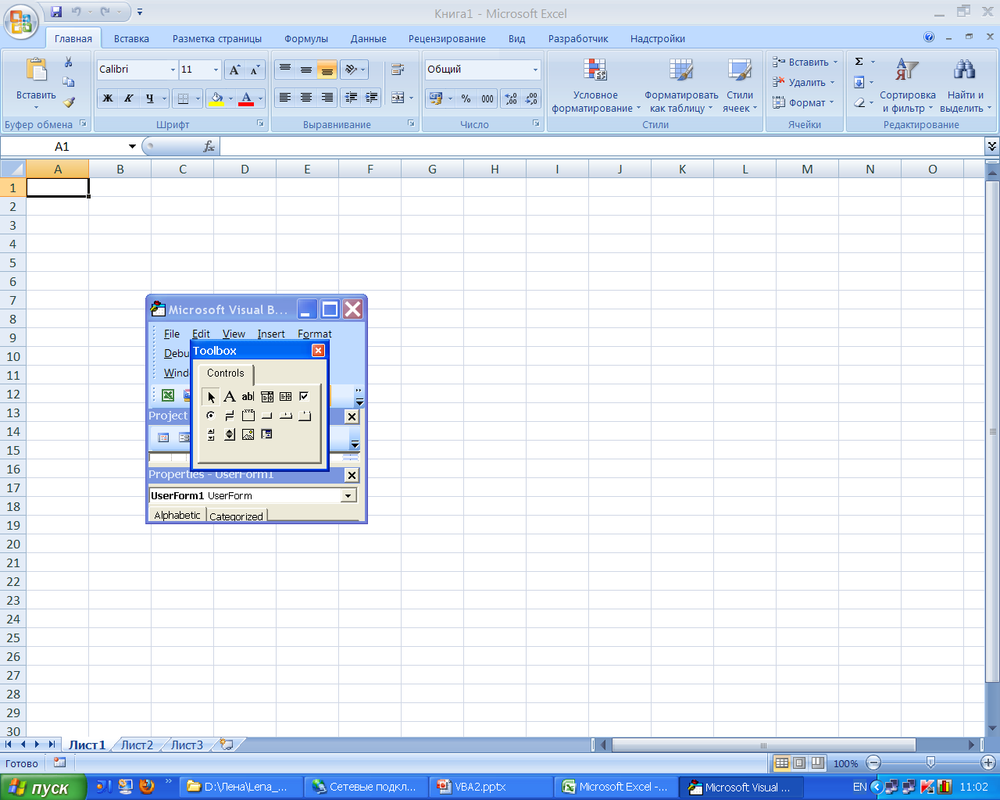 Книга1 - Microsoft Excel
Главная Вставка Разметка страницы Формулы Данные Рецензирование Вид Разработчик Надстройки
Calibri 11 Общий
Вставить
Ж К Ч
% 000
Условное форматирование
Форматировать как таблицу
Стили ячеек
Вставить
Удалить
Формат
Σ
Сортировка и фильтр
Найти и выделить
Буфер обмена Шрифт Выравнивание Число Стили Ячейки Редактирование
A1 fx
A B C D E F G H I J K L M N O
1
2
3
4
5
6
7
8
9
10
11
12
13
14
15
16
17
18
19
20
21
22
23
24
25
26
27
28
29
30
Microsoft Visual B...
File Edit View Insert Format
Debu
Wind
Toolbox
Controls
A ab
Project
Properties - UserForm1
UserForm1 UserForm
Alphabetic Categorized
Лист1 Лист2 Лист3
Готово 100%
пуск
D:\Лена\Lena_... Сетевые подкл... VBA2.pptx Microsoft Excel -... Microsoft Visual ... EN 11:02